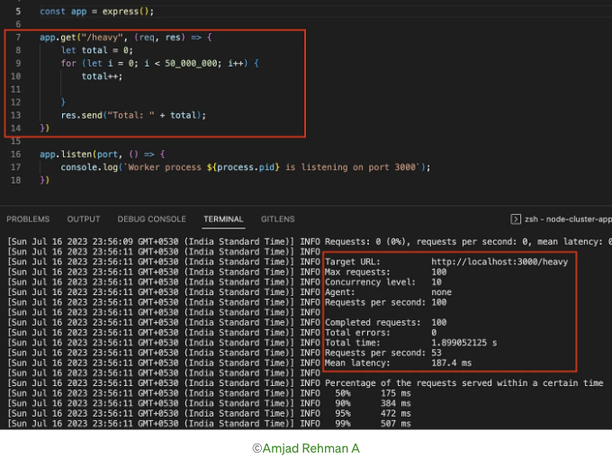 5 const app = express();
6
7 app.get("/heavy", (req, res) => {
8 let total = 0;
9 for (let i = 0; i < 50_000_000; i++) {
10 total++;
11
12 }
13 res.send("Total: " + total);
14 })
15
16 app.listen(port, () => {
17 console.log(`Worker process ${process.pid} is listening on port 3000`);
18 })
PROBLEMS OUTPUT DEBUG CONSOLE TERMINAL GITLENS zsh - node-cluster-app
[Sun Jul 16 2023 23:56:09 GMT+0530 (India Standard Time)] INFO Requests: 0 (0%), requests per second: 0, mean latency: 0
[Sun Jul 16 2023 23:56:11 GMT+0530 (India Standard Time)] INFO
[Sun Jul 16 2023 23:56:11 GMT+0530 (India Standard Time)] INFO Target URL: http://localhost:3000/heavy
[Sun Jul 16 2023 23:56:11 GMT+0530 (India Standard Time)] INFO Max requests: 100
[Sun Jul 16 2023 23:56:11 GMT+0530 (India Standard Time)] INFO Concurrency level: 10
[Sun Jul 16 2023 23:56:11 GMT+0530 (India Standard Time)] INFO Agent: none
[Sun Jul 16 2023 23:56:11 GMT+0530 (India Standard Time)] INFO Requests per second: 100
[Sun Jul 16 2023 23:56:11 GMT+0530 (India Standard Time)] INFO
[Sun Jul 16 2023 23:56:11 GMT+0530 (India Standard Time)] INFO Completed requests: 100
[Sun Jul 16 2023 23:56:11 GMT+0530 (India Standard Time)] INFO Total errors: 0
[Sun Jul 16 2023 23:56:11 GMT+0530 (India Standard Time)] INFO Total time: 1.899052125 s
[Sun Jul 16 2023 23:56:11 GMT+0530 (India Standard Time)] INFO Requests per second: 53
[Sun Jul 16 2023 23:56:11 GMT+0530 (India Standard Time)] INFO Mean latency: 187.4 ms
[Sun Jul 16 2023 23:56:11 GMT+0530 (India Standard Time)] INFO
[Sun Jul 16 2023 23:56:11 GMT+0530 (India Standard Time)] INFO Percentage of the requests served within a certain time
[Sun Jul 16 2023 23:56:11 GMT+0530 (India Standard Time)] INFO 50% 175 ms
[Sun Jul 16 2023 23:56:11 GMT+0530 (India Standard Time)] INFO 90% 384 ms
[Sun Jul 16 2023 23:56:11 GMT+0530 (India Standard Time)] INFO 95% 472 ms
[Sun Jul 16 2023 23:56:11 GMT+0530 (India Standard Time)] INFO 99% 507 ms
©Amjad Rehman A